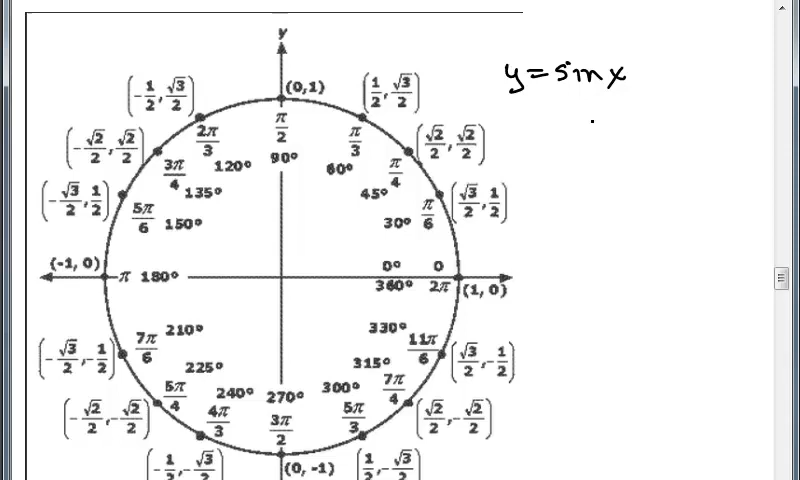 y
y = sin x
(-1/2, √3/2)
(0,1)
(1/2, √3/2)
(-√2/2, √2/2)
2π/3
π/2
π/3
(√2/2, √2/2)
3π/4
120°
90°
60°
π/4
(-√3/2, 1/2)
135°
45°
(√3/2, 1/2)
5π/6
150°
30°
π/6
(-1, 0)
π 180°
0° 0
360° 2π
(1, 0)
7π/6
210°
330°
11π/6
(-√3/2, -1/2)
225°
315°
(√3/2, -1/2)
5π/4
240°
270°
300°
7π/4
(-√2/2, -√2/2)
4π/3
3π/2
5π/3
(√2/2, -√2/2)
(-1/2, -√3/2)
(0, -1)
(1/2, -√3/2)